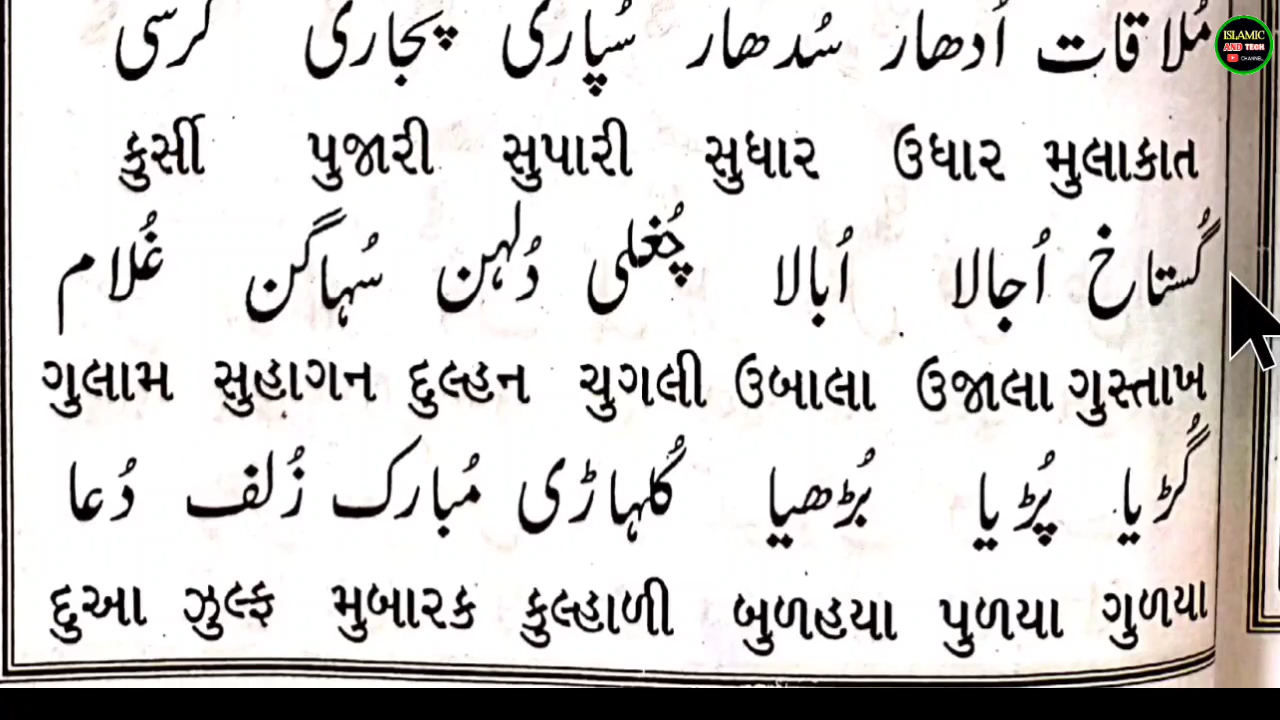 مُلاقات اُدھار سُدھار سُپاری پجاری کرسی
કુર્સી પુજારી સુપારી સુધાર ઉધાર મુલાકાત
گُستاخ اُجالا اُبالا چُغلی دُلہن سُہاگن غُلام
ગુલામ સુહાગન દુલ્હન ચુગલી ઉબાલા ઉજાલા ગુસ્તાખ
گُڑیا پُڑیا بُڑھیا کُلہاڑی مُبارک زُلف دُعا
દુઆ ઝુલ્ફ મુબારક કુલ્હાળી બુળહયા પુળયા ગુળયા
ISLAMIC
AND TECH
CHANNEL